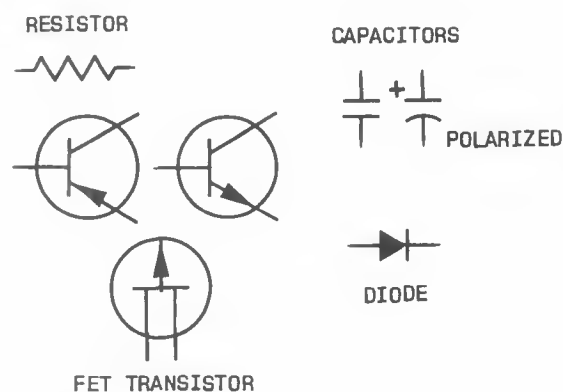 RESISTOR
CAPACITORS
+
POLARIZED
DIODE
FET TRANSISTOR